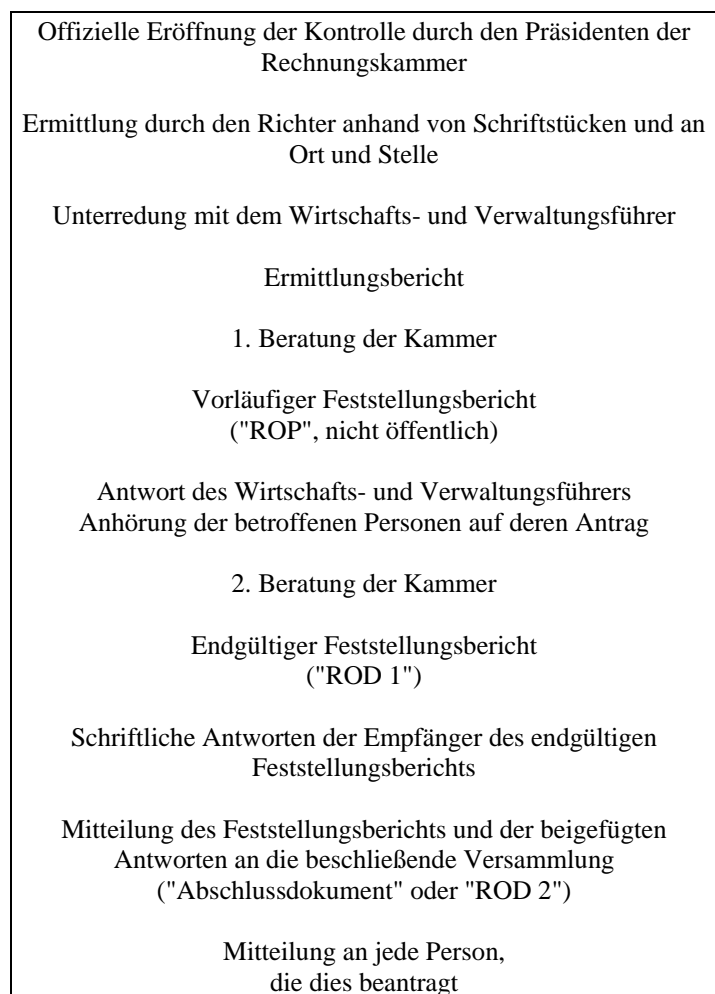 Offizielle Eröffnung der Kontrolle durch den Präsidenten der
Rechnungskammer
Ermittlung durch den Richter anhand von Schriftstücken und an
Ort und Stelle
Unterredung mit dem Wirtschafts- und Verwaltungsführer
Ermittlungsbericht
1. Beratung der Kammer
Vorläufiger Feststellungsbericht
("ROP", nicht öffentlich)
Antwort des Wirtschafts- und Verwaltungsführers
Anhörung der betroffenen Personen auf deren Antrag
2. Beratung der Kammer
Endgültiger Feststellungsbericht
("ROD 1")
Schriftliche Antworten der Empfänger des endgültigen
Feststellungsberichts
Mitteilung des Feststellungsberichts und der beigefügten
Antworten an die beschließende Versammlung
("Abschlussdokument" oder "ROD 2")
Mitteilung an jede Person,
die dies beantragt